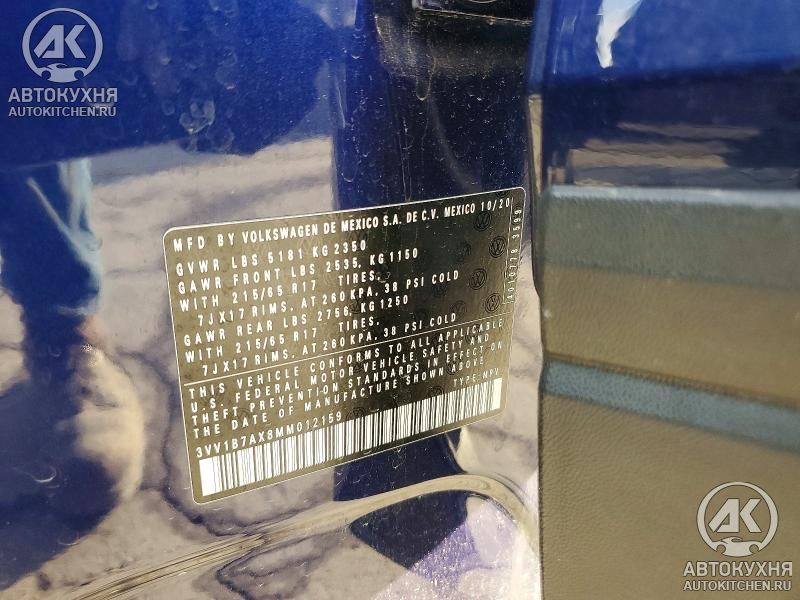 AK
АВТОКУХНЯ
AUTOKITCHEN.RU
MFD BY VOLKSWAGEN DE MEXICO S.A. DE C.V. MEXICO 10/20
GVWR LBS 5181 KG 2350
GAWR FRONT LBS 2535, KG 1150
WITH 215/65 R17 TIRES,
7JX17 RIMS, AT 260KPA, 38 PSI COLD
GAWR REAR LBS 2756, KG 1250
WITH 215/65 R17 TIRES,
7JX17 RIMS, AT 260KPA, 38 PSI COLD
THIS VEHICLE CONFORMS TO ALL APPLICABLE
U.S. FEDERAL MOTOR VEHICLE SAFETY AND
THEFT PREVENTION STANDARDS IN EFFECT ON
THE DATE OF MANUFACTURE SHOWN ABOVE
3VV1B7AX8MM012159 TYPE:MPV
AK
АВТОКУХНЯ
AUTOKITCHEN.RU